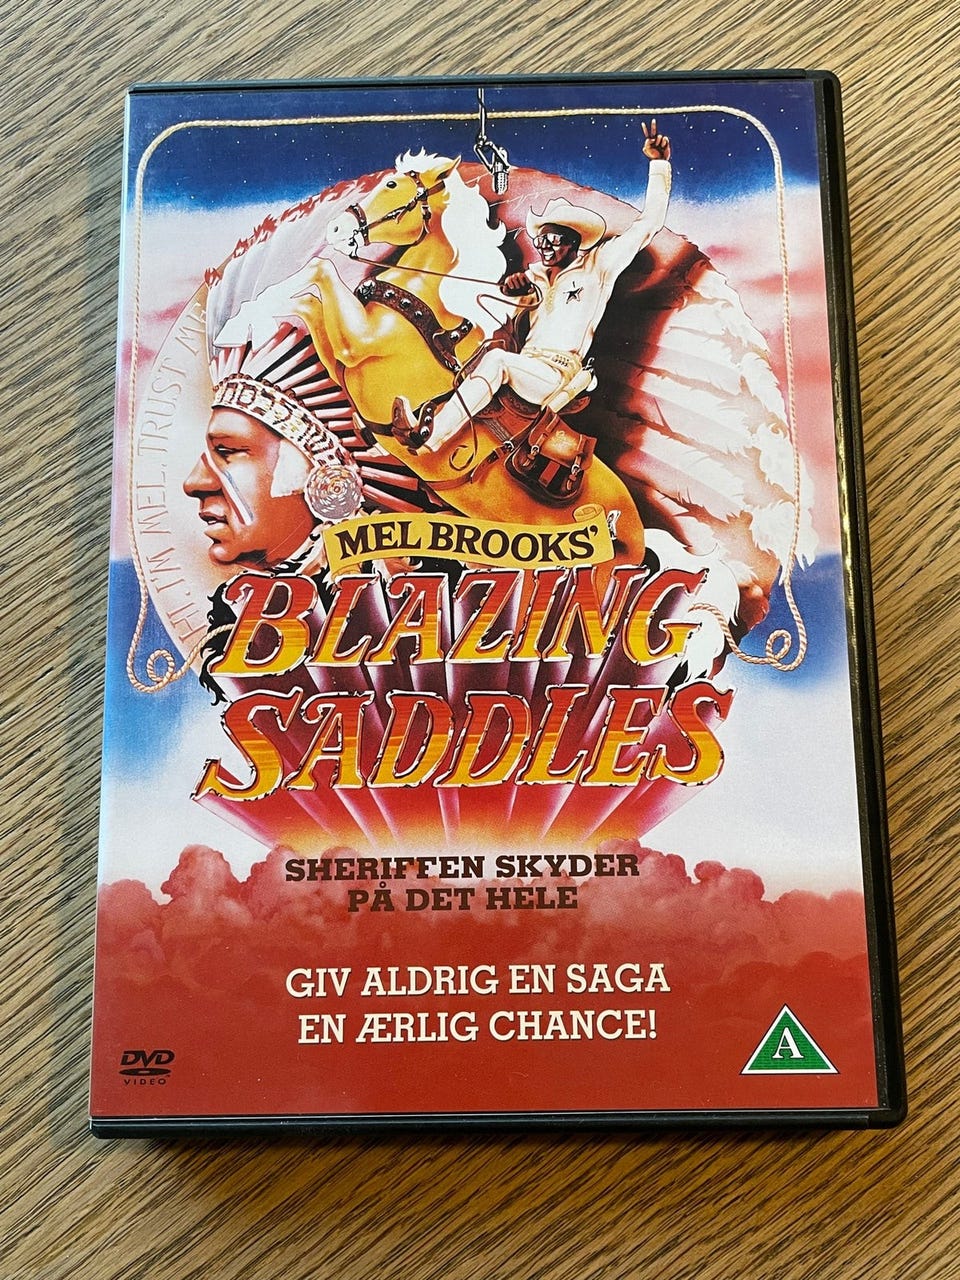 HI, I'M MEL, TRUST ME
MEL BROOKS'
BLAZING
SADDLES
SHERIFFEN SKYDER
PÅ DET HELE
GIV ALDRIG EN SAGA
EN ÆRLIG CHANCE!
DVD
VIDEO
A